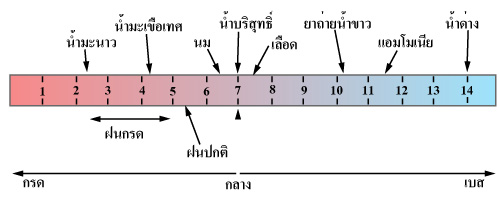 น้ำบริสุทธิ์
น้ำมะเขือเทศ ยาถ่ายน้ำขาว น้ำด่าง
น้ำมะนาว นม เลือด แอมโมเนีย
1 2 3 4 5 6 7 8 9 10 11 12 13 14
ฝนกรด
ฝนปกติ
กรด กลาง เบส